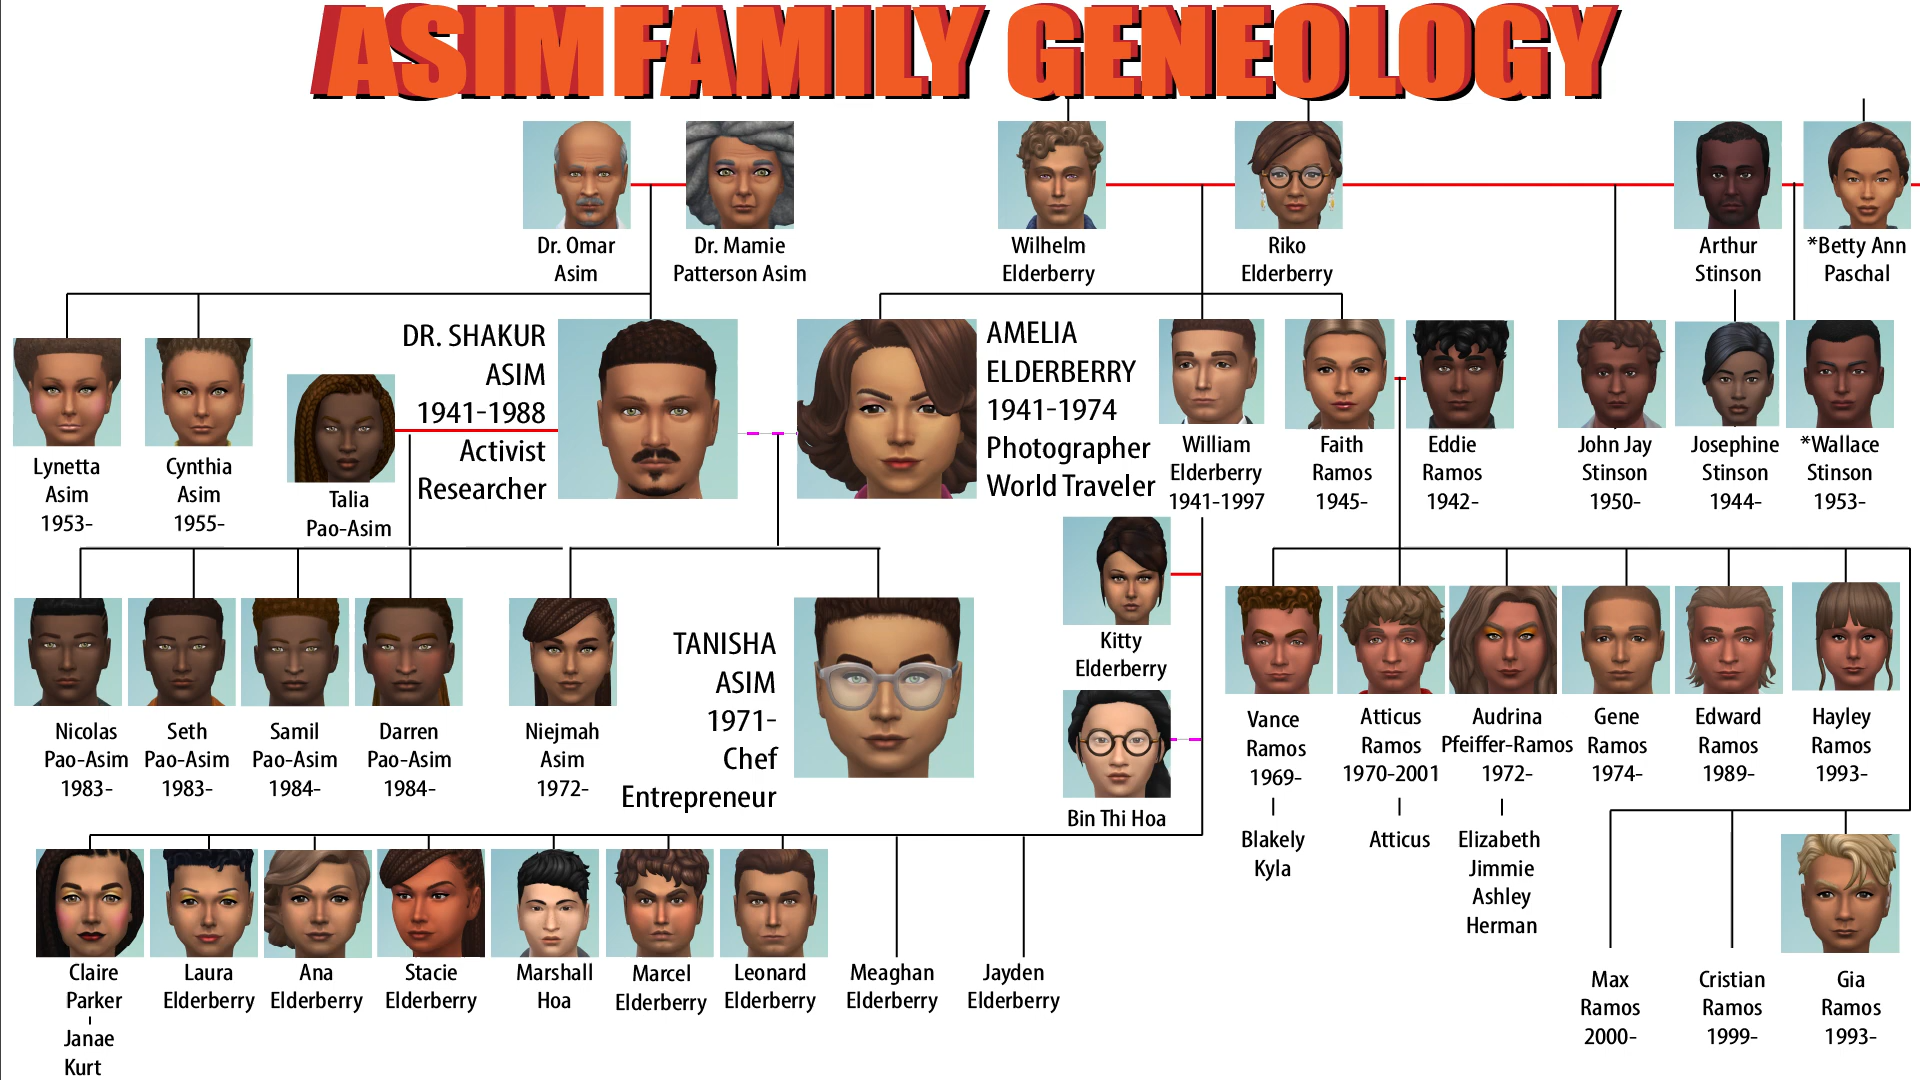 ASIM FAMILY GENEOLOGY
Dr. Omar
Asim
Dr. Mamie
Patterson Asim
Wilhelm
Elderberry
Riko
Elderberry
Arthur
Stinson
*Betty Ann
Paschal
Lynetta
Asim
1953-
Cynthia
Asim
1955-
Talia
Pao-Asim
DR. SHAKUR
ASIM
1941-1988
Activist
Researcher
AMELIA
ELDERBERRY
1941-1974
Photographer
World Traveler
William
Elderberry
1941-1997
Faith
Ramos
1945-
Eddie
Ramos
1942-
John Jay
Stinson
1950-
Josephine
Stinson
1944-
*Wallace
Stinson
1953-
Kitty
Elderberry
Bin Thi Hoa
Nicolas
Pao-Asim
1983-
Seth
Pao-Asim
1983-
Samil
Pao-Asim
1984-
Darren
Pao-Asim
1984-
Niejmah
Asim
1972-
TANISHA
ASIM
1971-
Chef
Entrepreneur
Vance
Ramos
1969-
Blakely
Kyla
Atticus
Ramos
1970-2001
Atticus
Audrina
Pfeiffer-Ramos
1972-
Elizabeth
Jimmie
Ashley
Herman
Gene
Ramos
1974-
Edward
Ramos
1989-
Hayley
Ramos
1993-
Claire
Parker
Janae
Kurt
Laura
Elderberry
Ana
Elderberry
Stacie
Elderberry
Marshall
Hoa
Marcel
Elderberry
Leonard
Elderberry
Meaghan
Elderberry
Jayden
Elderberry
Max
Ramos
2000-
Cristian
Ramos
1999-
Gia
Ramos
1993-